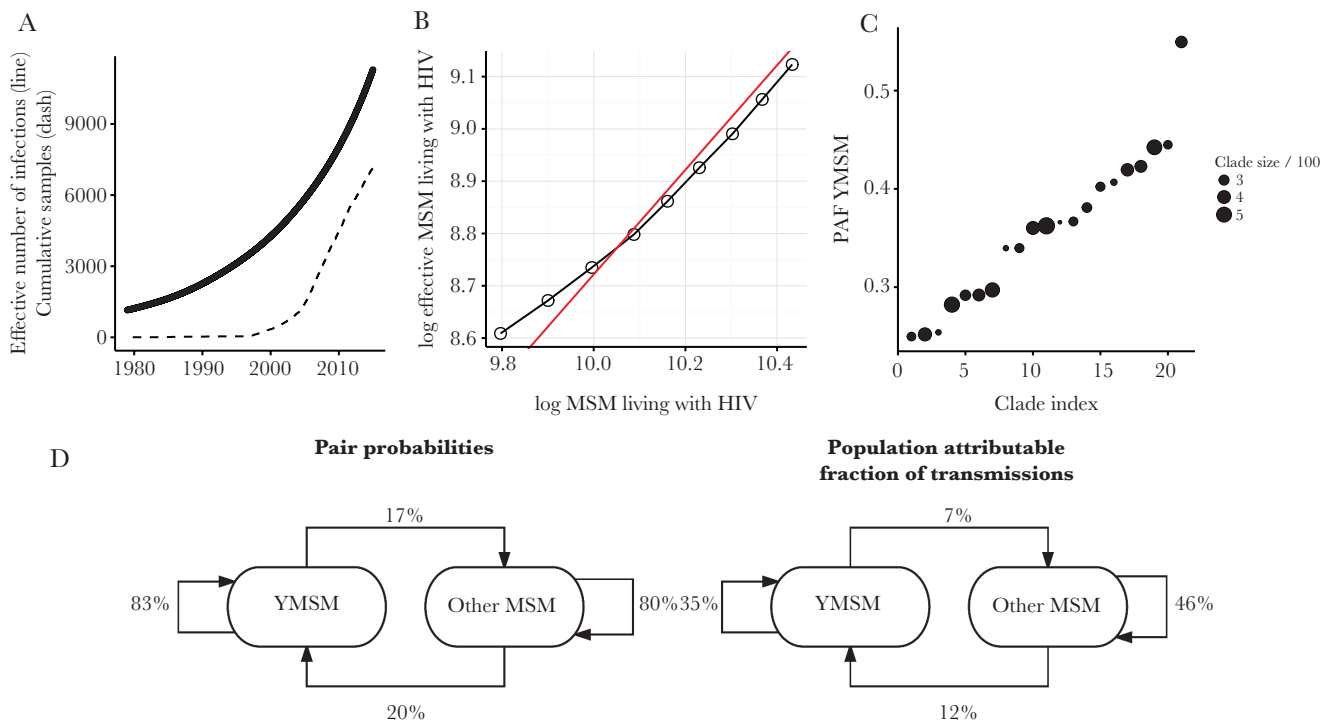 A
Effective number of infections (line)
Cumulative samples (dash)
9000
6000
3000
0
1980 1990 2000 2010
B
log effective MSM living with HIV
9.1
9.0
8.9
8.8
8.7
8.6
9.8 10.0 10.2 10.4
log MSM living with HIV
C
PAF YMSM
0.5
0.4
0.3
0 5 10 15 20
Clade index
Clade size / 100
3
4
5
D
Pair probabilities
17%
83%
YMSM
Other MSM
80%
20%
Population attributable
fraction of transmissions
7%
35%
YMSM
Other MSM
46%
12%